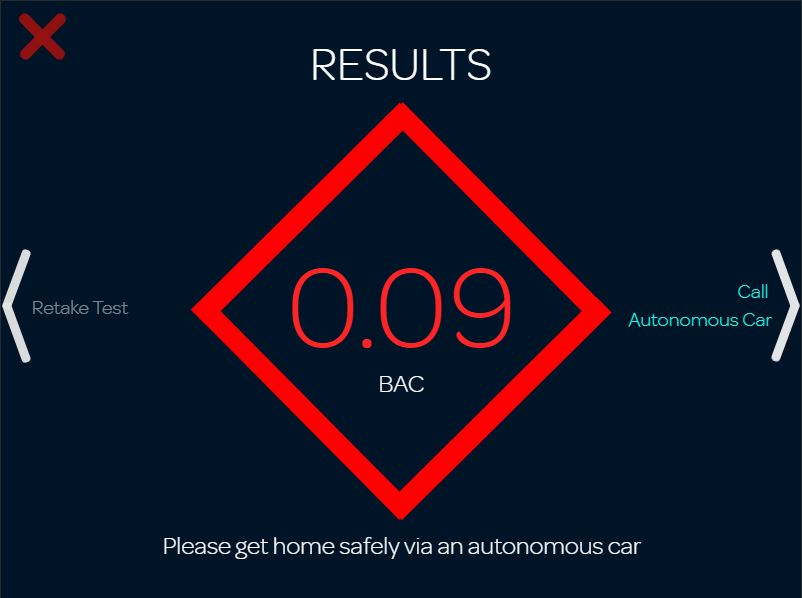 RESULTS
Retake Test
0.09
BAC
Call
Autonomous Car
Please get home safely via an autonomous car